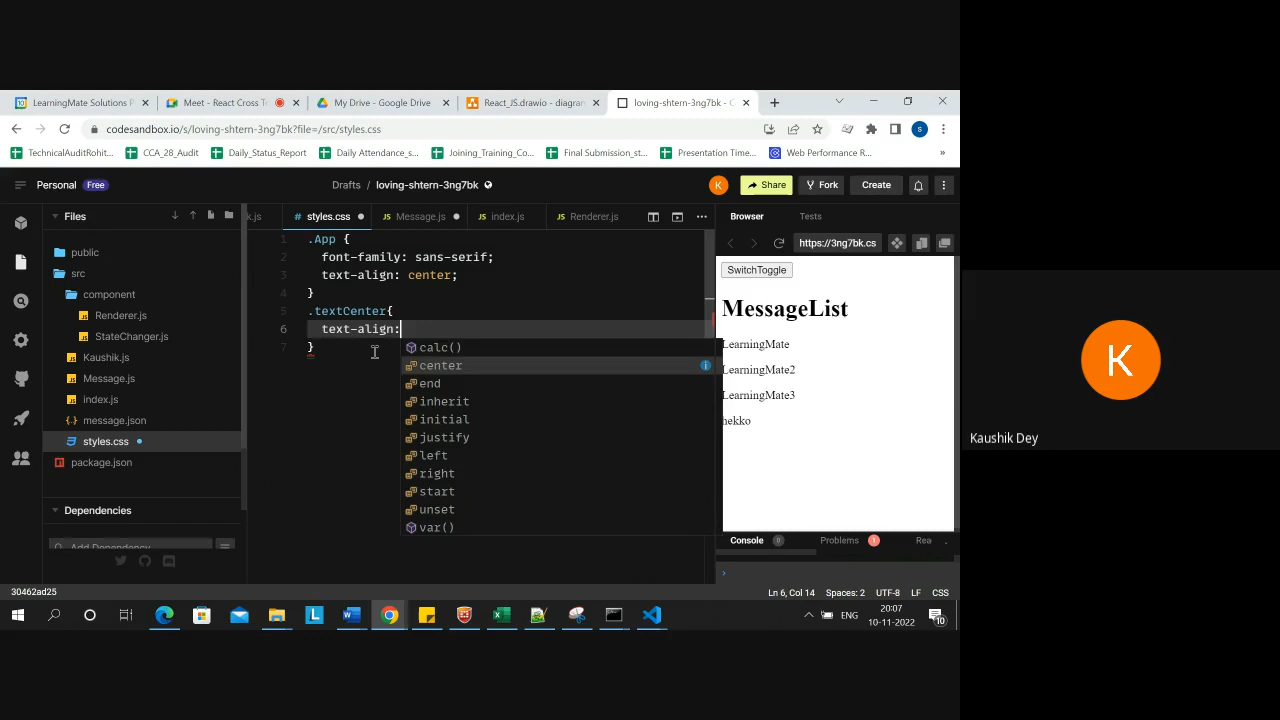 LearningMate Solutions P
Meet - React Cross T
My Drive - Google Drive
React_JS.drawio - diagram
loving-shtern-3ng7bk - C
codesandbox.io/s/loving-shtern-3ng7bk?file=/src/styles.css
TechnicalAuditRohit...
CCA_28_Audit
Daily_Status_Report
Daily Attendance_s...
Joining_Training_Co...
Final Submission_st...
Presentation Time...
Web Performance R...
»
Personal Free
Drafts / loving-shtern-3ng7bk
K
Share
Fork
Create
Files
k.js
# styles.css
Message.js
index.js
Renderer.js
Browser
Tests
https://3ng7bk.cs
public
src
component
Renderer.js
StateChanger.js
Kaushik.js
Message.js
index.js
message.json
styles.css
package.json
Dependencies
Add Dependency
1 .App {
2 font-family: sans-serif;
3 text-align: center;
4 }
5 .textCenter{
6 text-align:
7 }
calc()
center
end
inherit
initial
justify
left
right
start
unset
var()
SwitchToggle
MessageList
LearningMate
LearningMate2
LearningMate3
hekko
Console 0
Problems 1
Rea
30462ad25
Ln 6, Col 14
Spaces: 2
UTF-8
LF
CSS
ENG
20:07
10-11-2022
10
K
Kaushik Dey